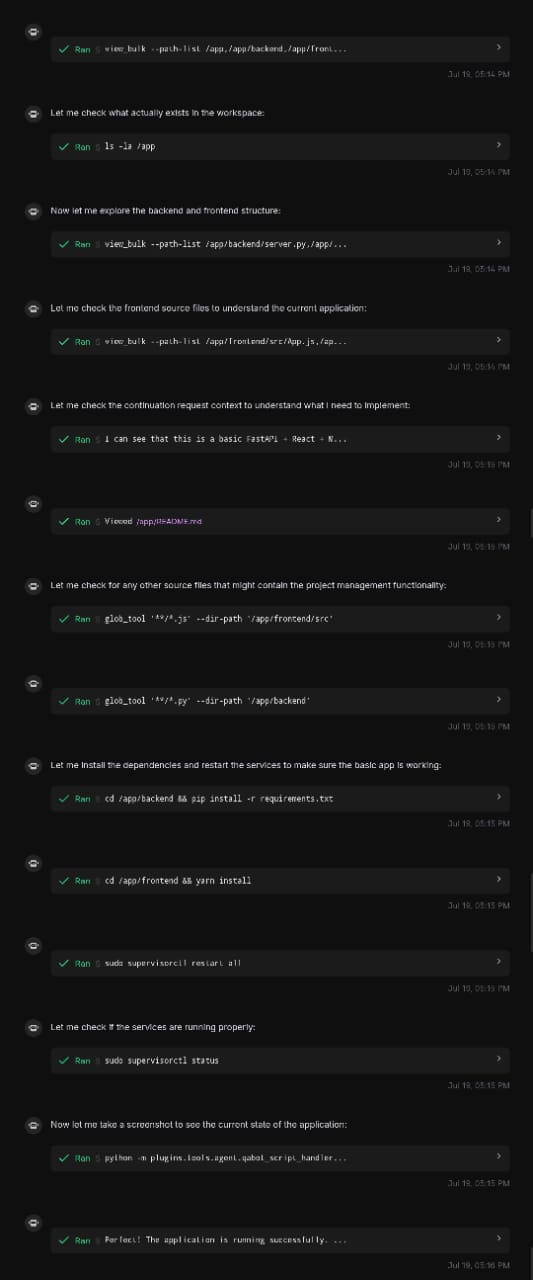 Ran $ view_bulk --path-list /app,/app/backend,/app/front...
Jul 19, 05:14 PM
Let me check what actually exists in the workspace:
Ran $ ls -la /app
Jul 19, 05:14 PM
Now let me explore the backend and frontend structure:
Ran $ view_bulk --path-list /app/backend/server.py,/app/...
Jul 19, 05:14 PM
Let me check the frontend source files to understand the current application:
Ran $ view_bulk --path-list /app/frontend/src/App.js,/ap...
Jul 19, 05:14 PM
Let me check the continuation request context to understand what I need to implement:
Ran $ I can see that this is a basic FastAPI + React + M...
Jul 19, 05:15 PM
Ran $ Viewed /app/README.md
Jul 19, 05:15 PM
Let me check for any other source files that might contain the project management functionality:
Ran $ glob_tool '**/*.js' --dir-path '/app/frontend/src'
Jul 19, 05:15 PM
Ran $ glob_tool '**/*.py' --dir-path '/app/backend'
Jul 19, 05:15 PM
Let me install the dependencies and restart the services to make sure the basic app is working:
Ran $ cd /app/backend && pip install -r requirements.txt
Jul 19, 05:15 PM
Ran $ cd /app/frontend && yarn install
Jul 19, 05:15 PM
Ran $ sudo supervisorctl restart all
Jul 19, 05:15 PM
Let me check if the services are running properly:
Ran $ sudo supervisorctl status
Jul 19, 05:15 PM
Now let me take a screenshot to see the current state of the application:
Ran $ python -m plugins.tools.agent.qabot_script_handler...
Jul 19, 05:15 PM
Ran $ Perfect! The application is running successfully. ...
Jul 19, 05:16 PM